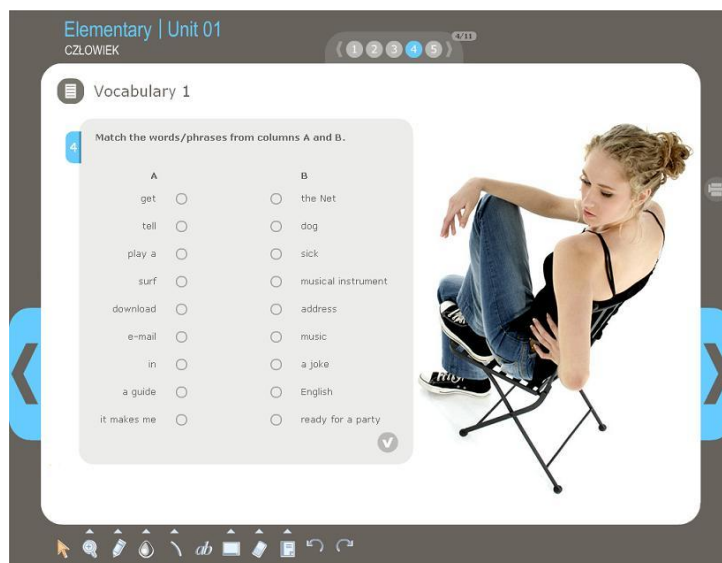 Elementary | Unit 01
CZŁOWIEK
1 2 3 4 5
4/11
Vocabulary 1
4
Match the words/phrases from columns A and B.
A B
get the Net
tell dog
play a sick
surf musical instrument
download address
e-mail music
in a joke
a guide English
it makes me ready for a party
ab